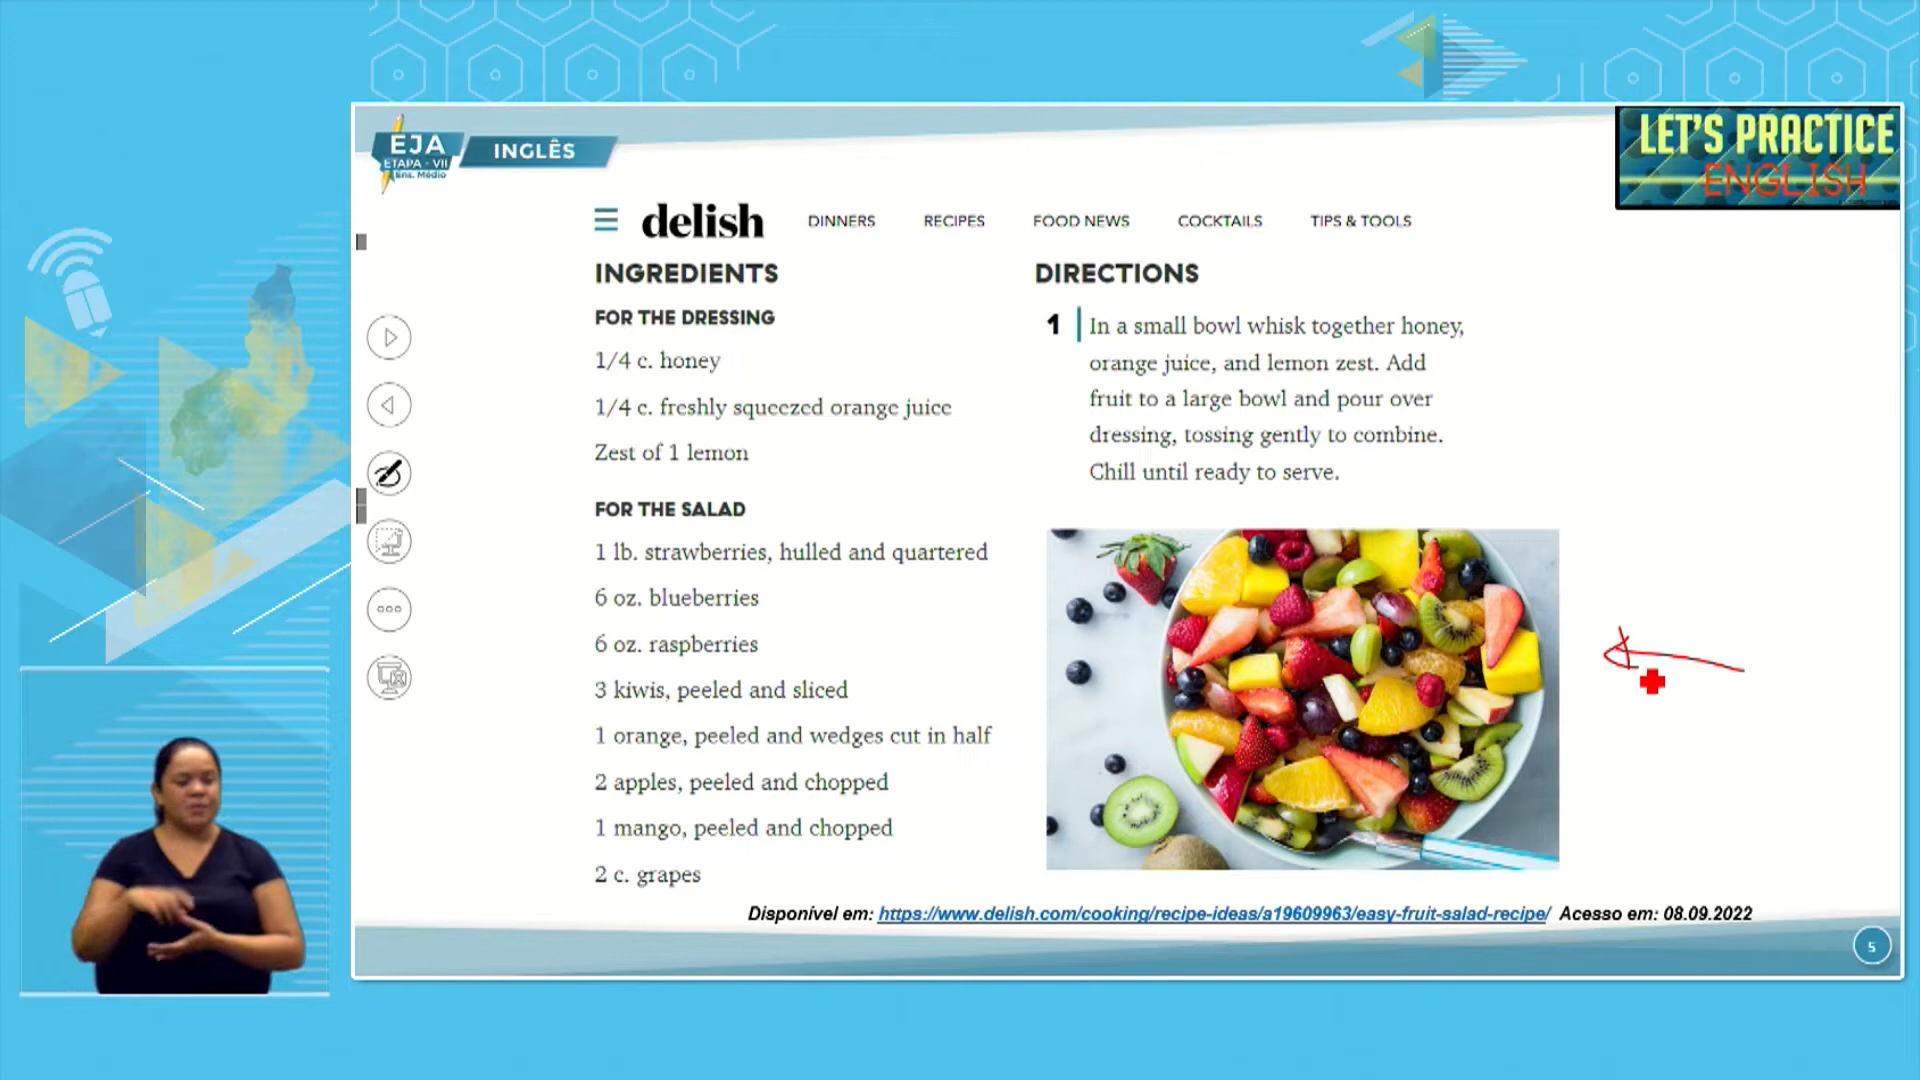 EJA
ETAPA - VII
Ens. Médio
INGLÊS
LET'S PRACTICE
ENGLISH
delish
DINNERS
RECIPES
FOOD NEWS
COCKTAILS
TIPS & TOOLS
INGREDIENTS
FOR THE DRESSING
1/4 c. honey
1/4 c. freshly squeezed orange juice
Zest of 1 lemon
FOR THE SALAD
1 lb. strawberries, hulled and quartered
6 oz. blueberries
6 oz. raspberries
3 kiwis, peeled and sliced
1 orange, peeled and wedges cut in half
2 apples, peeled and chopped
1 mango, peeled and chopped
2 c. grapes
DIRECTIONS
1 In a small bowl whisk together honey,
orange juice, and lemon zest. Add
fruit to a large bowl and pour over
dressing, tossing gently to combine.
Chill until ready to serve.
Disponível em: https://www.delish.com/cooking/recipe-ideas/a19609963/easy-fruit-salad-recipe/ Acesso em: 08.09.2022
5